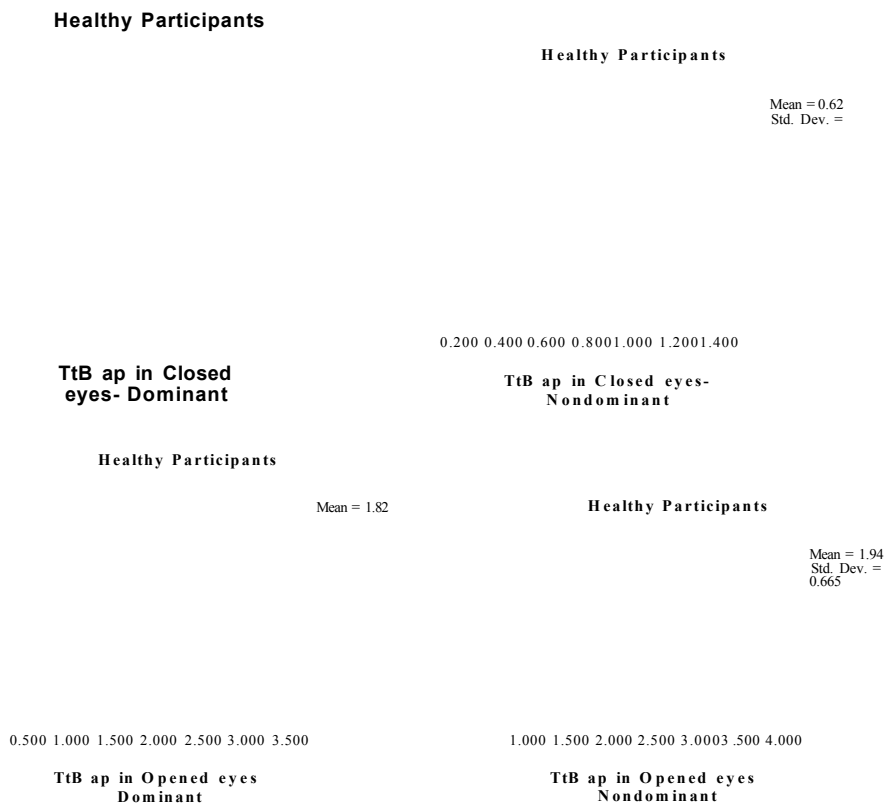 Healthy Participants
Healthy Participants
Mean = 0.62
Std. Dev. =
0.200 0.400 0.600 0.8001.000 1.2001.400
TtB ap in Closed
eyes- Dominant
TtB ap in Closed eyes-
Nondominant
Healthy Participants
Mean = 1.82
Healthy Participants
Mean = 1.94
Std. Dev. =
0.665
0.500 1.000 1.500 2.000 2.500 3.000 3.500
1.000 1.500 2.000 2.500 3.0003 .500 4.000
TtB ap in Opened eyes
Dominant
TtB ap in Opened eyes
Nondominant